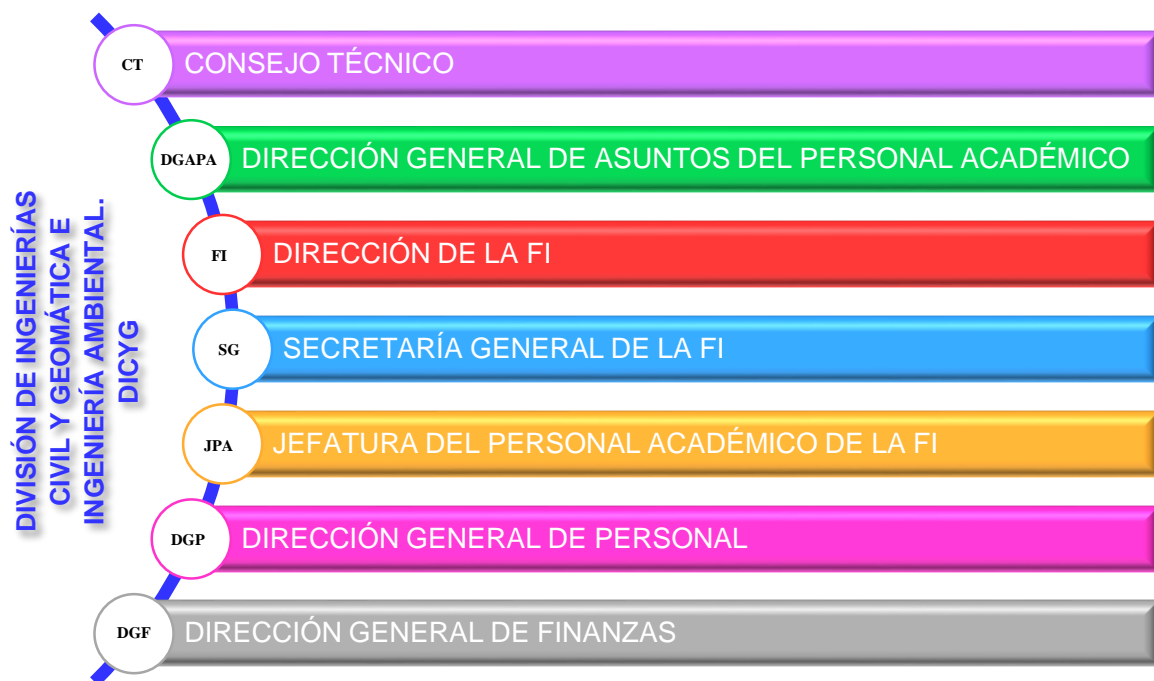 DIVISIÓN DE INGENIERÍAS
CIVIL Y GEOMÁTICA E
INGENIERÍA AMBIENTAL.
DICYG
CT
CONSEJO TÉCNICO
DGAPA
DIRECCIÓN GENERAL DE ASUNTOS DEL PERSONAL ACADÉMICO
FI
DIRECCIÓN DE LA FI
SG
SECRETARÍA GENERAL DE LA FI
JPA
JEFATURA DEL PERSONAL ACADÉMICO DE LA FI
DGP
DIRECCIÓN GENERAL DE PERSONAL
DGF
DIRECCIÓN GENERAL DE FINANZAS